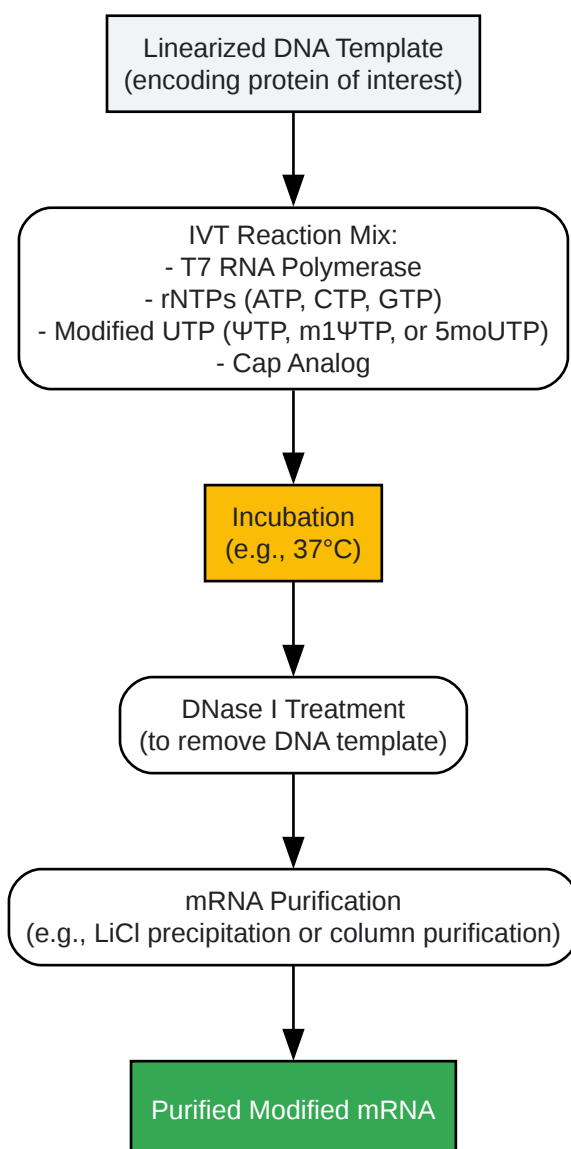 Linearized DNA Template
(encoding protein of interest)
IVT Reaction Mix:
- T7 RNA Polymerase
- rNTPs (ATP, CTP, GTP)
- Modified UTP (ΨTP, m1ΨTP, or 5moUTP)
- Cap Analog
Incubation
(e.g., 37°C)
DNase I Treatment
(to remove DNA template)
mRNA Purification
(e.g., LiCl precipitation or column purification)
Purified Modified mRNA